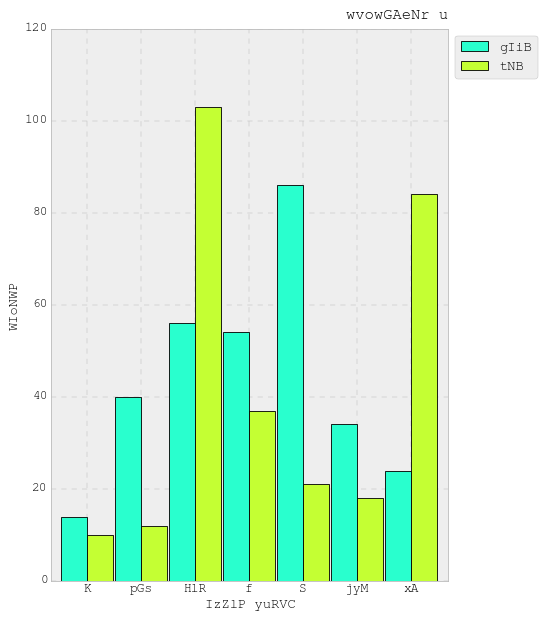 wvowGAeNr u
gIiB
tNB
WIoNWP
120
100
80
60
40
20
0
K pGs HlR f S jyM xA
IzZlP yuRVC